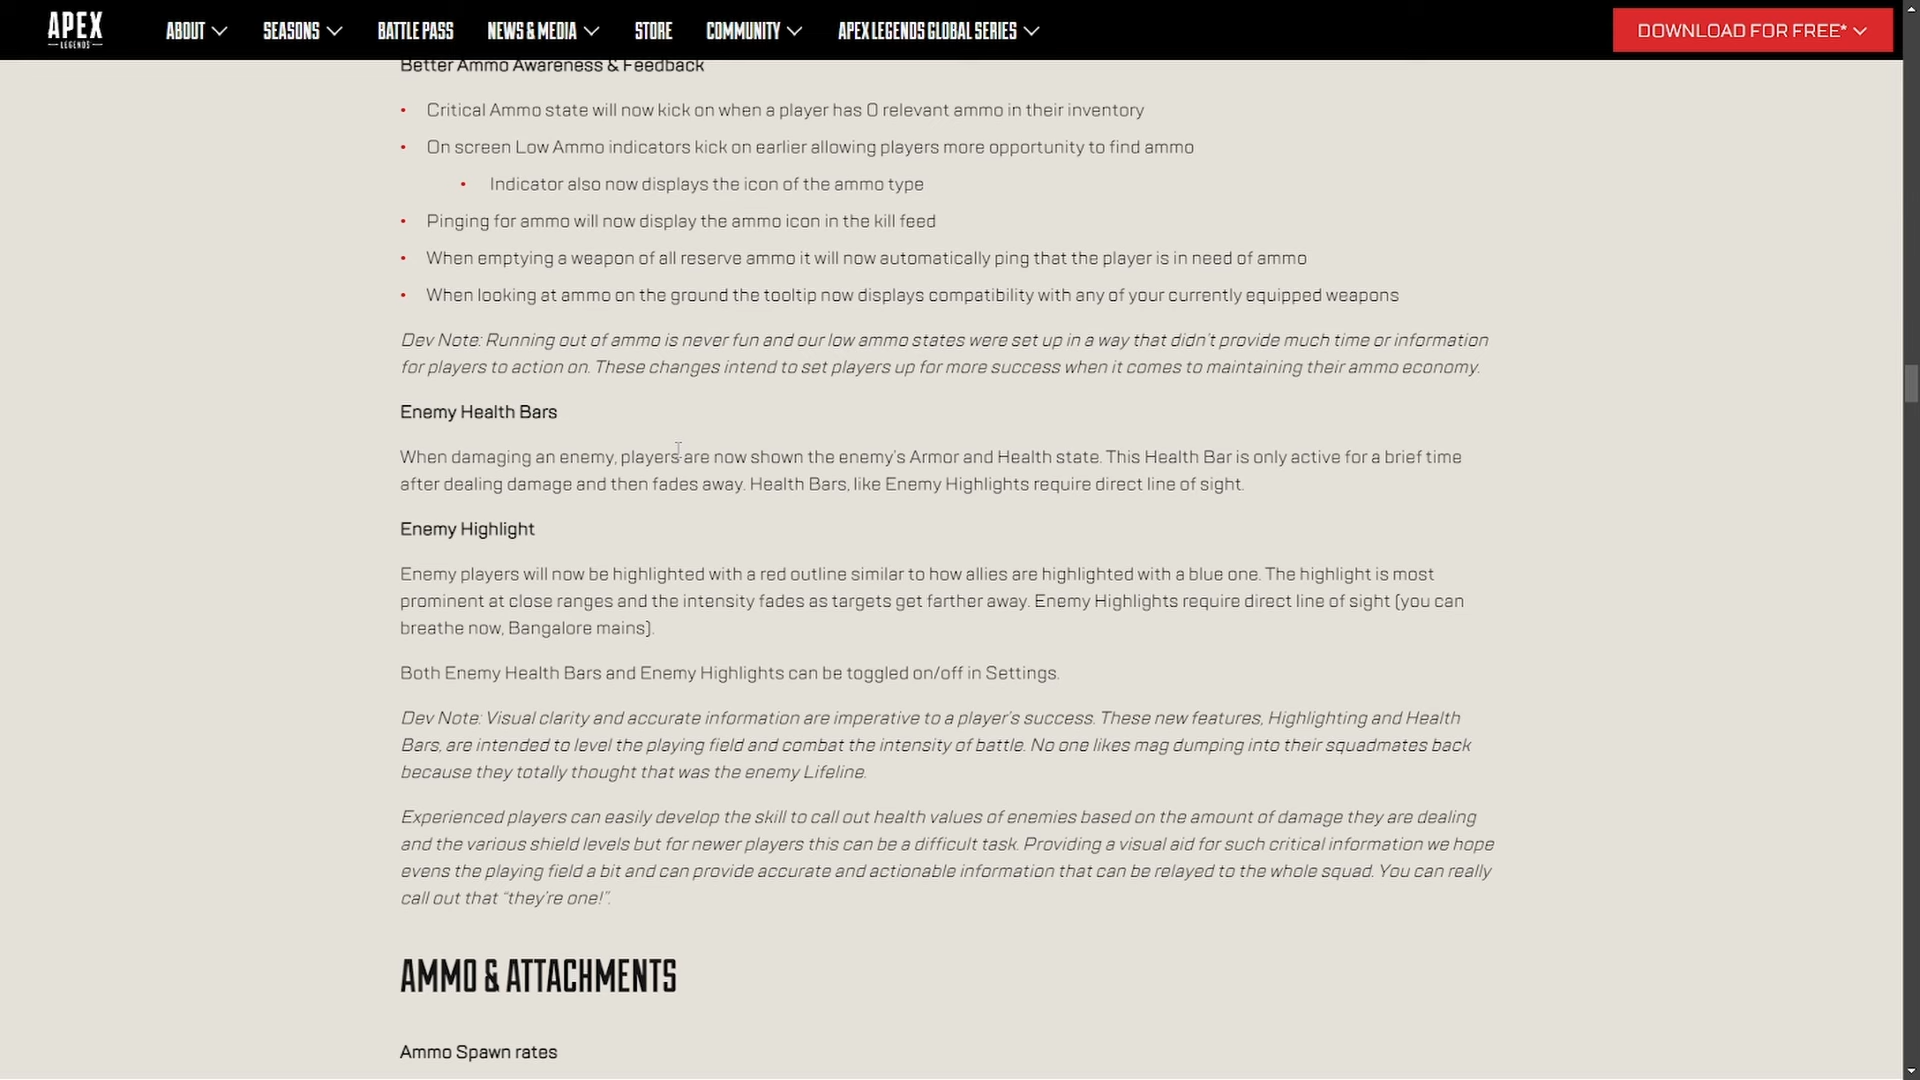 APEX
LEGENDS
ABOUT SEASONS BATTLE PASS NEWS & MEDIA STORE COMMUNITY APEX LEGENDS GLOBAL SERIES DOWNLOAD FOR FREE*
Better Ammo Awareness & Feedback
• Critical Ammo state will now kick on when a player has 0 relevant ammo in their inventory
• On screen Low Ammo indicators kick on earlier allowing players more opportunity to find ammo
• Indicator also now displays the icon of the ammo type
• Pinging for ammo will now display the ammo icon in the kill feed
• When emptying a weapon of all reserve ammo it will now automatically ping that the player is in need of ammo
• When looking at ammo on the ground the tooltip now displays compatibility with any of your currently equipped weapons
Dev Note: Running out of ammo is never fun and our low ammo states were set up in a way that didn't provide much time or information
for players to action on. These changes intend to set players up for more success when it comes to maintaining their ammo economy.
Enemy Health Bars
When damaging an enemy, players are now shown the enemy's Armor and Health state. This Health Bar is only active for a brief time
after dealing damage and then fades away. Health Bars, like Enemy Highlights require direct line of sight.
Enemy Highlight
Enemy players will now be highlighted with a red outline similar to how allies are highlighted with a blue one. The highlight is most
prominent at close ranges and the intensity fades as targets get farther away. Enemy Highlights require direct line of sight (you can
breathe now, Bangalore mains).
Both Enemy Health Bars and Enemy Highlights can be toggled on/off in Settings.
Dev Note: Visual clarity and accurate information are imperative to a player's success. These new features, Highlighting and Health
Bars, are intended to level the playing field and combat the intensity of battle. No one likes mag dumping into their squadmates back
because they totally thought that was the enemy Lifeline.
Experienced players can easily develop the skill to call out health values of enemies based on the amount of damage they are dealing
and the various shield levels but for newer players this can be a difficult task. Providing a visual aid for such critical information we hope
evens the playing field a bit and can provide accurate and actionable information that can be relayed to the whole squad. You can really
call out that “they're one!”.
AMMO & ATTACHMENTS
Ammo Spawn rates